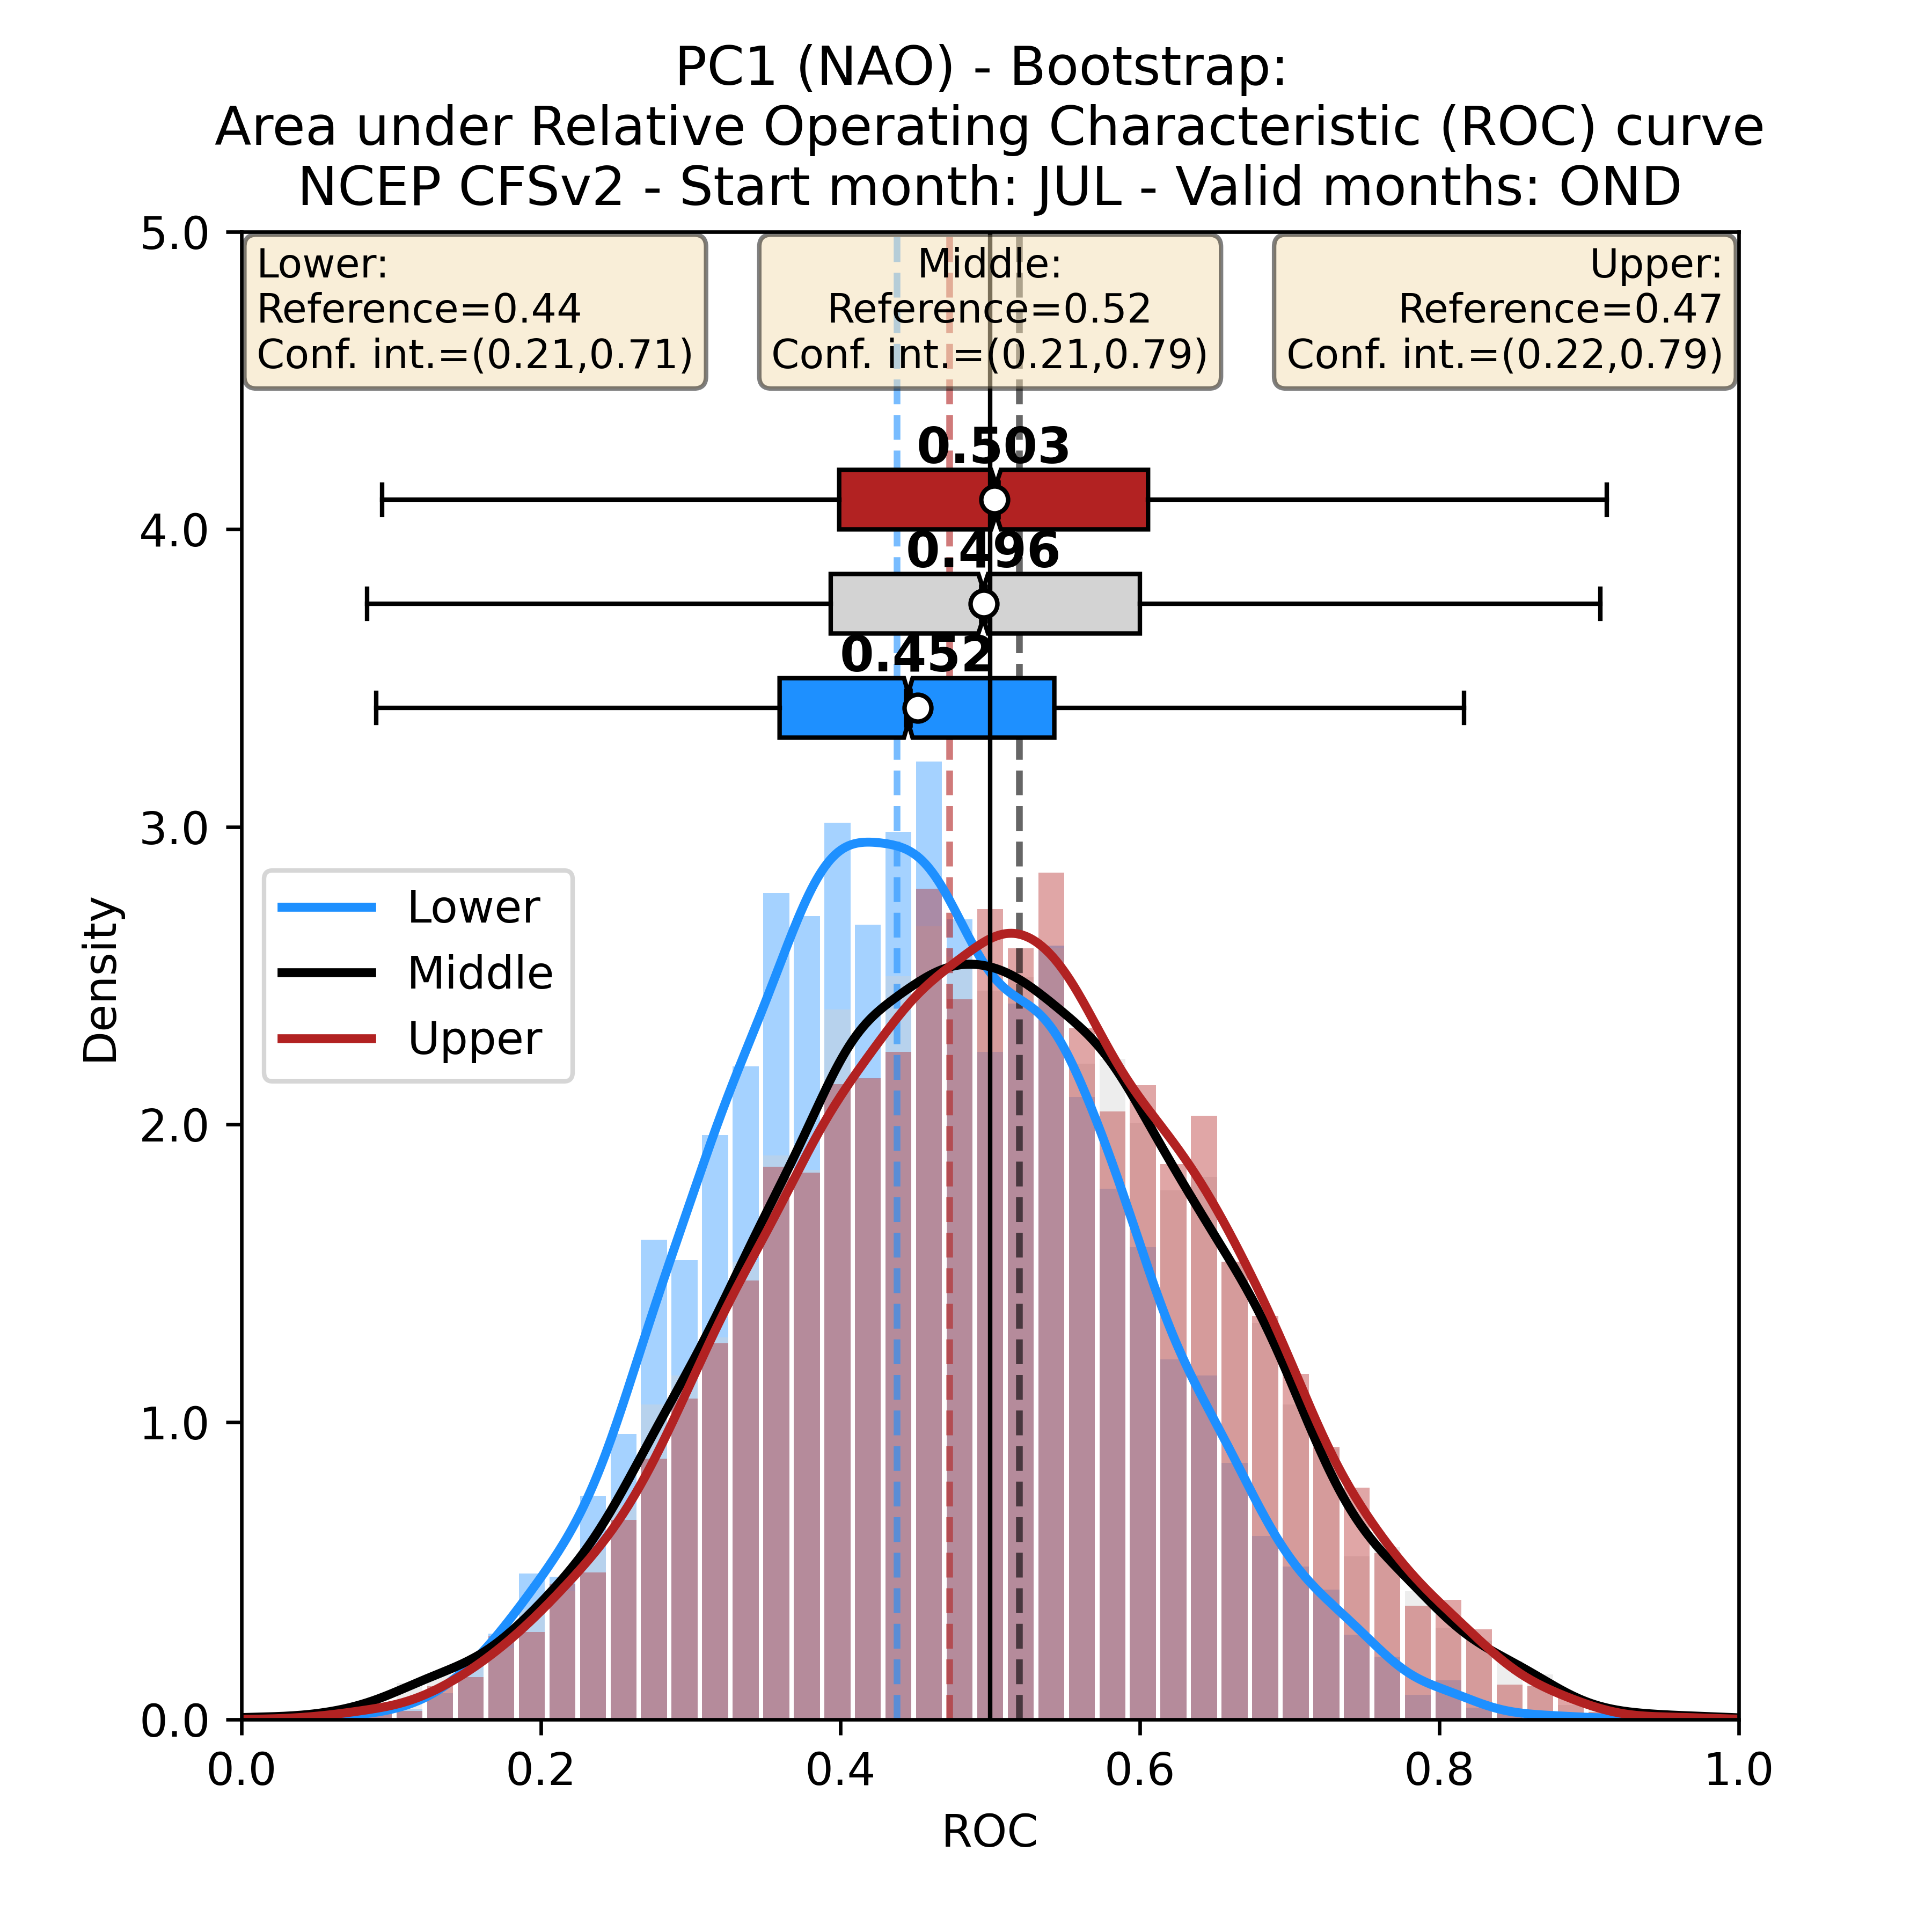 PC1 (NAO) - Bootstrap:
Area under Relative Operating Characteristic (ROC) curve
NCEP CFSv2 - Start month: JUL - Valid months: OND
Lower:
Reference=0.44
Conf. int.=(0.21,0.71)
Middle:
Reference=0.52
Conf. int.=(0.21,0.79)
Upper:
Reference=0.47
Conf. int.=(0.22,0.79)
0.503
0.496
0.452
Lower
Middle
Upper
Density
5.0
4.0
3.0
2.0
1.0
0.0
0.0 0.2 0.4 0.6 0.8 1.0
ROC